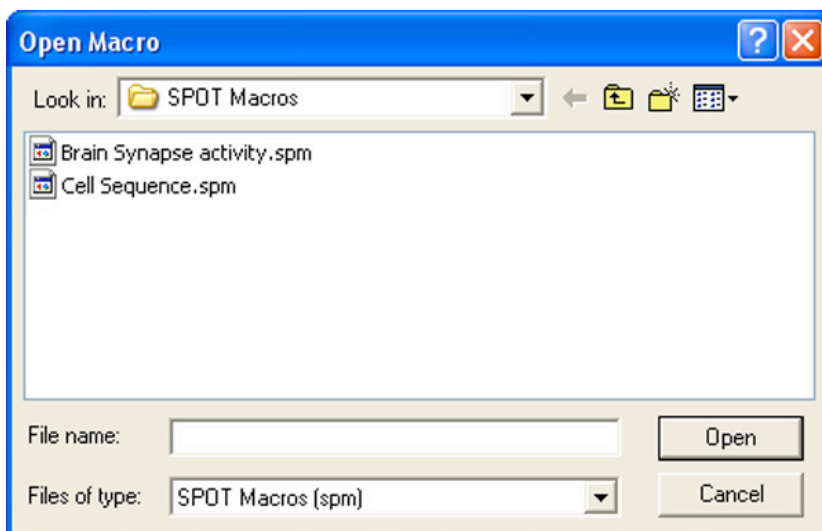 Open Macro
Look in: SPOT Macros
Brain Synapse activity.spm
Cell Sequence.spm
File name:
Open
Files of type: SPOT Macros (spm)
Cancel